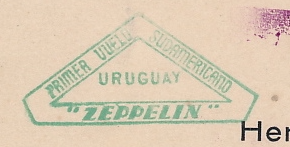 PRIMER VUELO SUDAMERICANO
URUGUAY
"ZEPPELIN"
Her